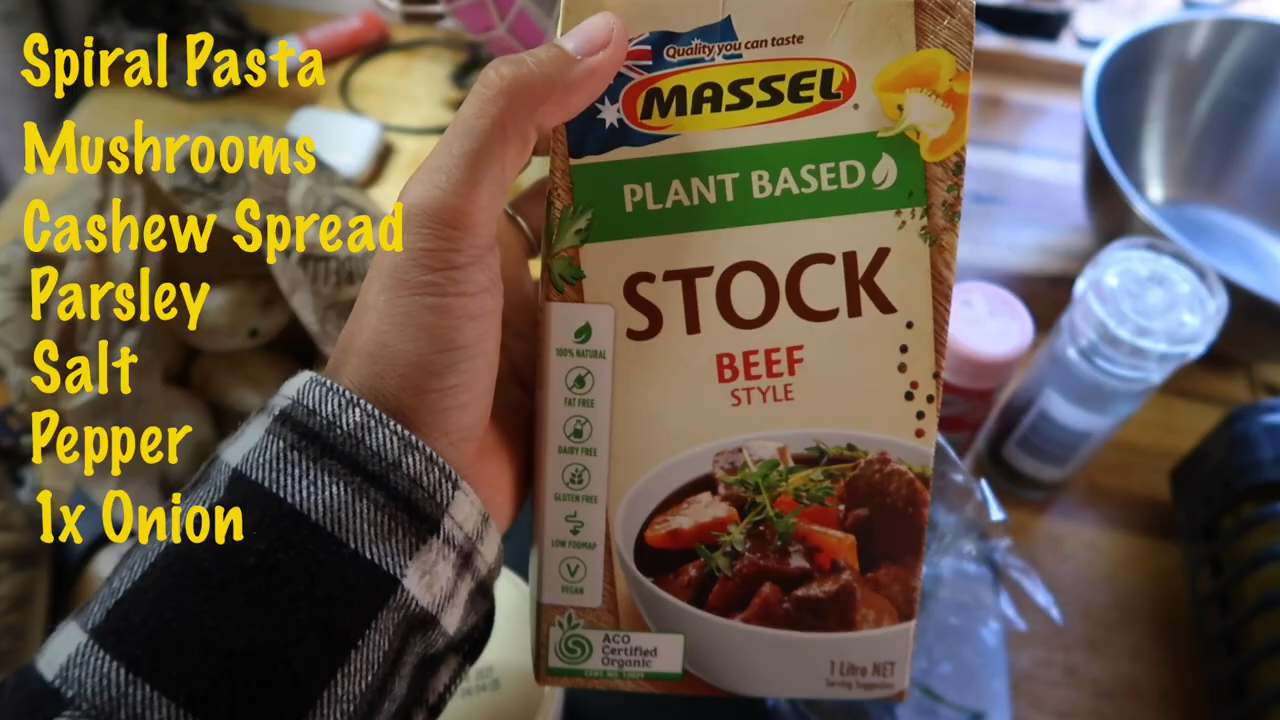 Spiral Pasta
Mushrooms
Cashew Spread
Parsley
Salt
Pepper
1x Onion
Quality you can taste
MASSEL
PLANT BASED
STOCK
BEEF
STYLE
100% NATURAL
FAT FREE
DAIRY FREE
GLUTEN FREE
LOW FODMAP
V
VEGAN
ACO
Certified
Organic
1 Litre NET
Serving Suggestion